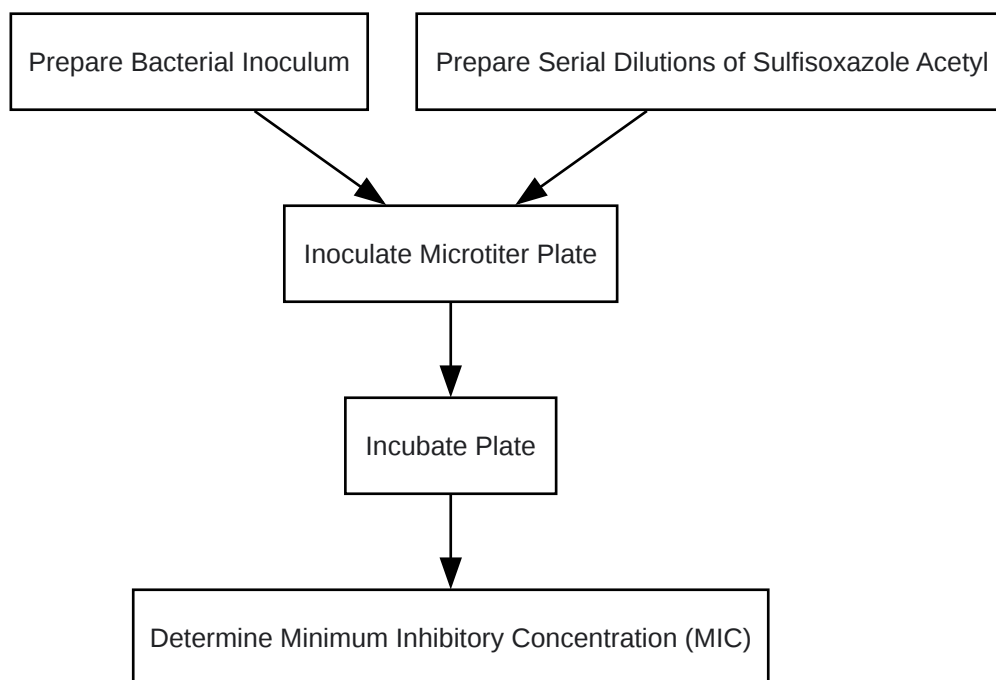 Prepare Bacterial Inoculum
Prepare Serial Dilutions of Sulfisoxazole Acetyl
Inoculate Microtiter Plate
Incubate Plate
Determine Minimum Inhibitory Concentration (MIC)